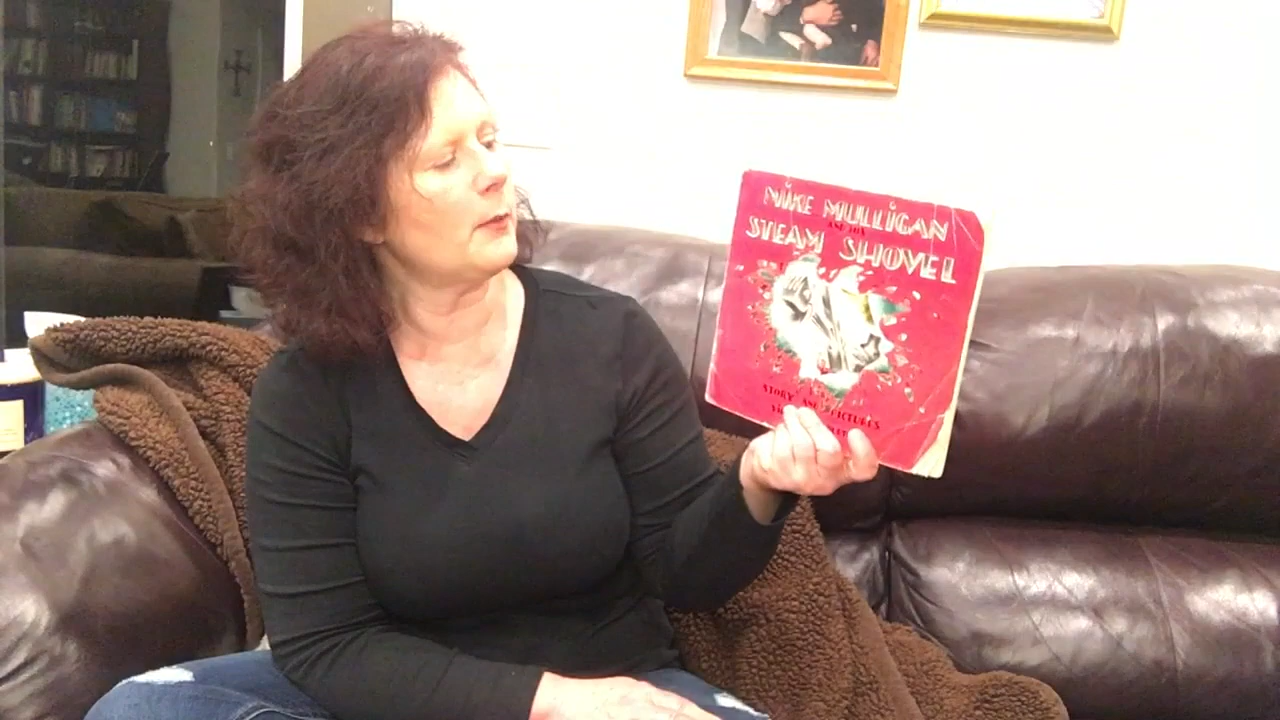 MIKE MULLIGAN
AND HIS
STEAM SHOVEL
STORY AND PICTURES